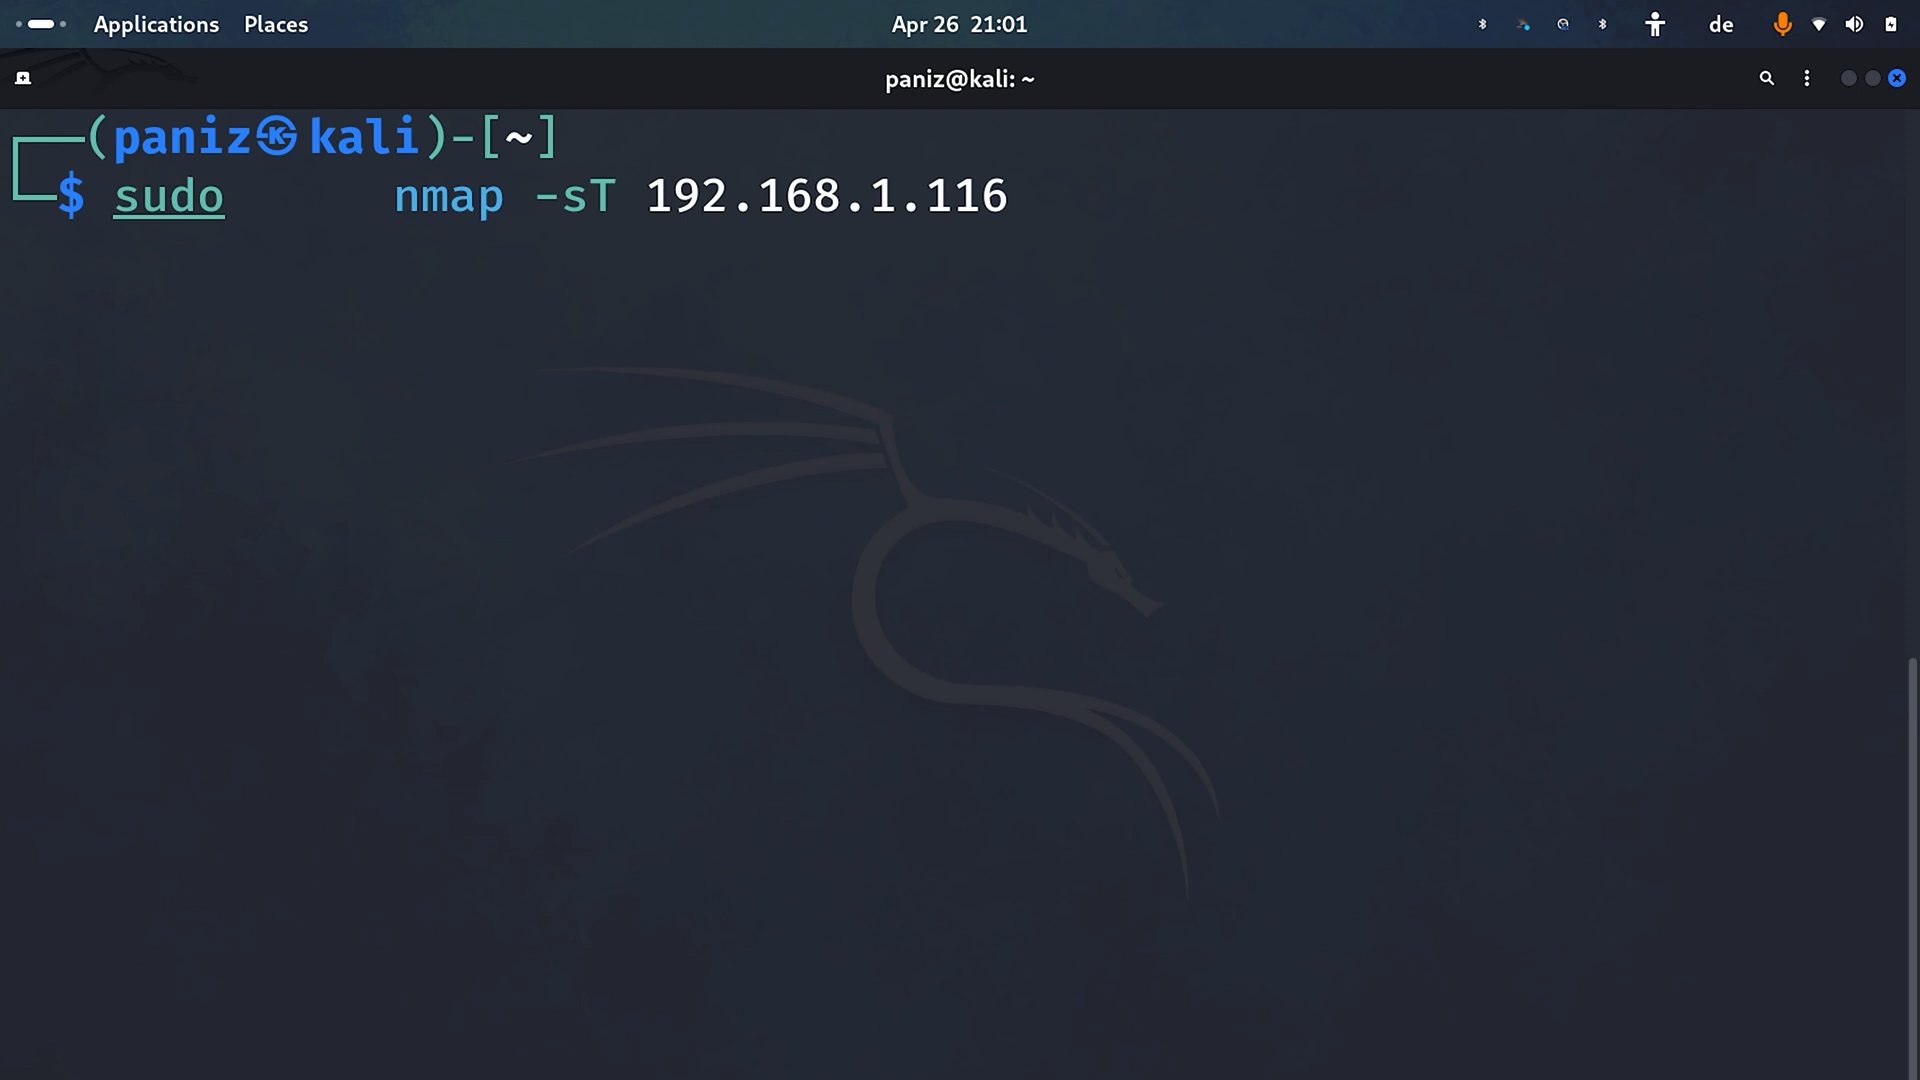 Applications Places Apr 26 21:01 de
paniz@kali: ~
┌──(paniz㉿kali)-[~]
└─$ sudo      nmap -sT 192.168.1.116